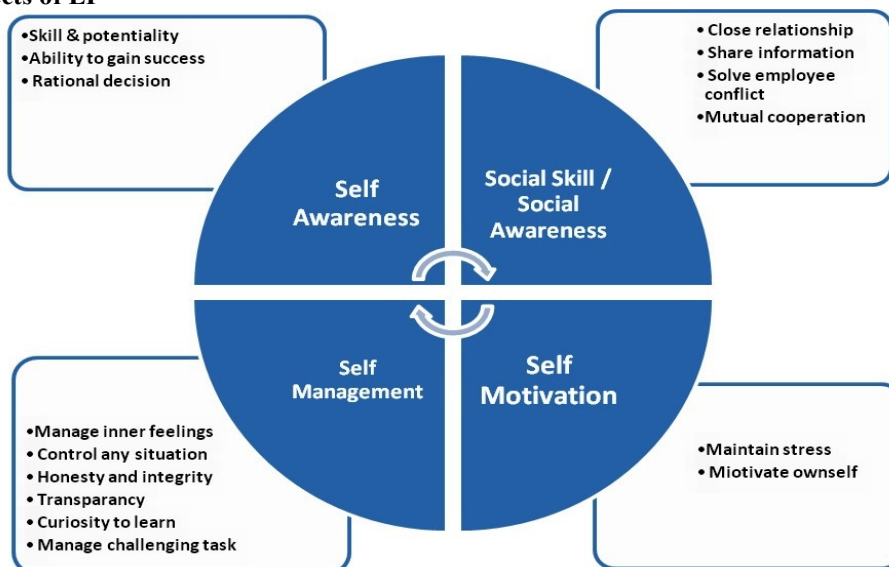 •Skill & potentiality
•Ability to gain success
• Rational decision
• Close relationship
• Share information
• Solve employee
conflict
•Mutual cooperation
Self
Awareness
Social Skill /
Social
Awareness
Self
Management
Self
Motivation
•Manage inner feelings
• Control any situation
• Honesty and integrity
• Transparancy
• Curiosity to learn
• Manage challenging task
•Maintain stress
• Miotivate ownself